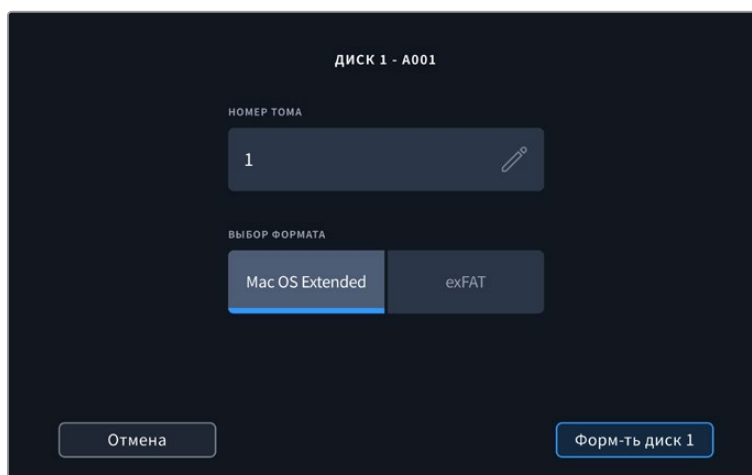 ДИСК 1 - A001
НОМЕР ТОМА
1
ВЫБОР ФОРМАТА
Mac OS Extended
exFAT
Отмена
Форм-ть диск 1